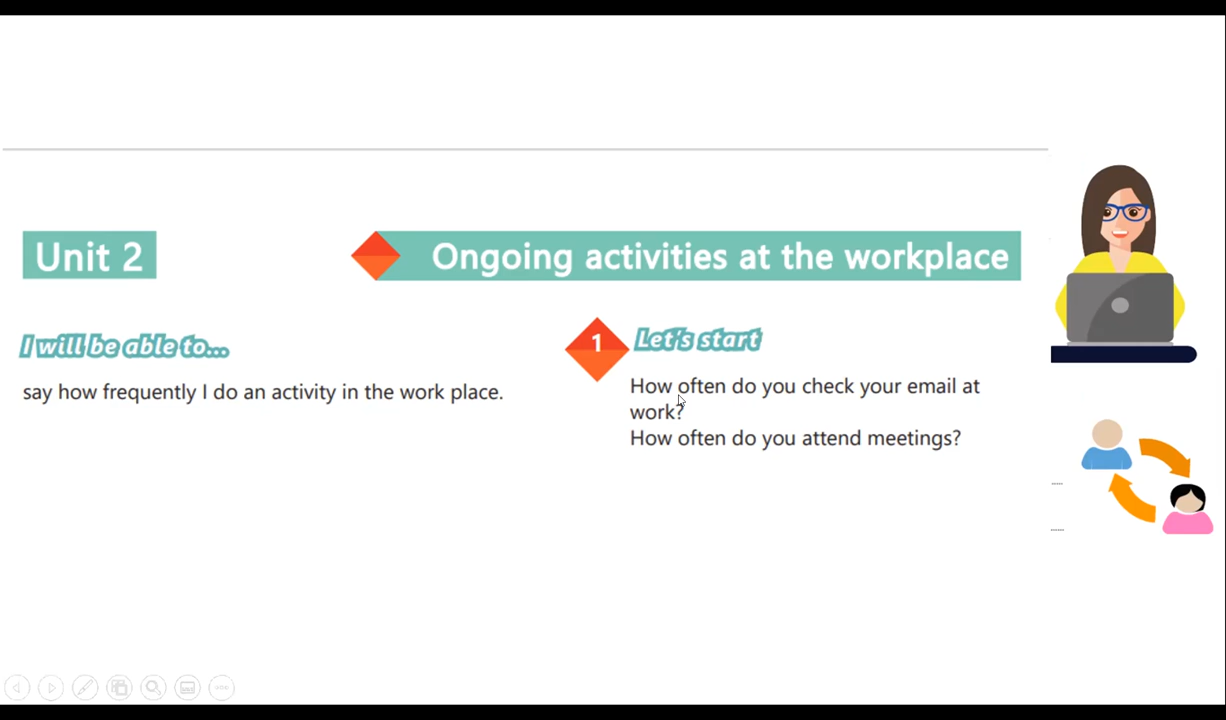 Unit 2
Ongoing activities at the workplace
I will be able to...
say how frequently I do an activity in the work place.
1
Let's start
How often do you check your email at
work?
How often do you attend meetings?